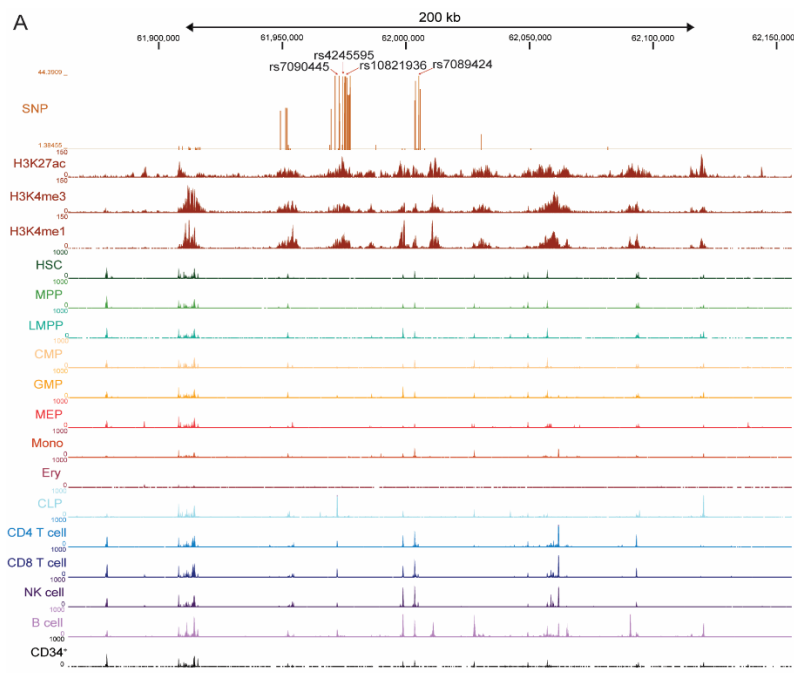 A
200 kb
61,900,000 61,950,000 62,000,000 62,050,000 62,100,000 62,150,000
rs4245595
rs7090445 rs10821936 rs7089424
44.3909
SNP
1.38455
150
H3K27ac
0
150
H3K4me3
0
150
H3K4me1
0
1000
HSC
0
1000
MPP
0
1000
LMPP
0
1000
CMP
0
1000
GMP
0
1000
MEP
0
1000
Mono
0
1000
Ery
0
1000
CLP
0
1000
CD4 T cell
0
1000
CD8 T cell
0
1000
NK cell
0
1000
B cell
0
1000
CD34+
0